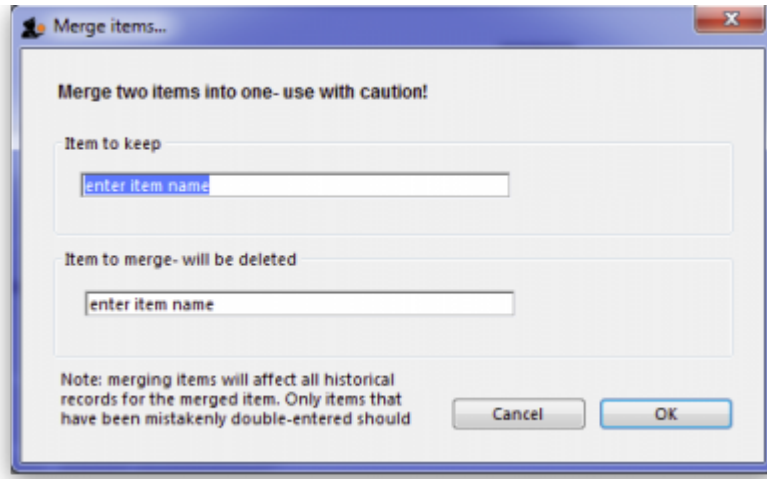 Merge items...
Merge two items into one- use with caution!
Item to keep
enter item name
Item to merge- will be deleted
enter item name
Note: merging items will affect all historical
records for the merged item. Only items that
have been mistakenly double-entered should
Cancel
OK